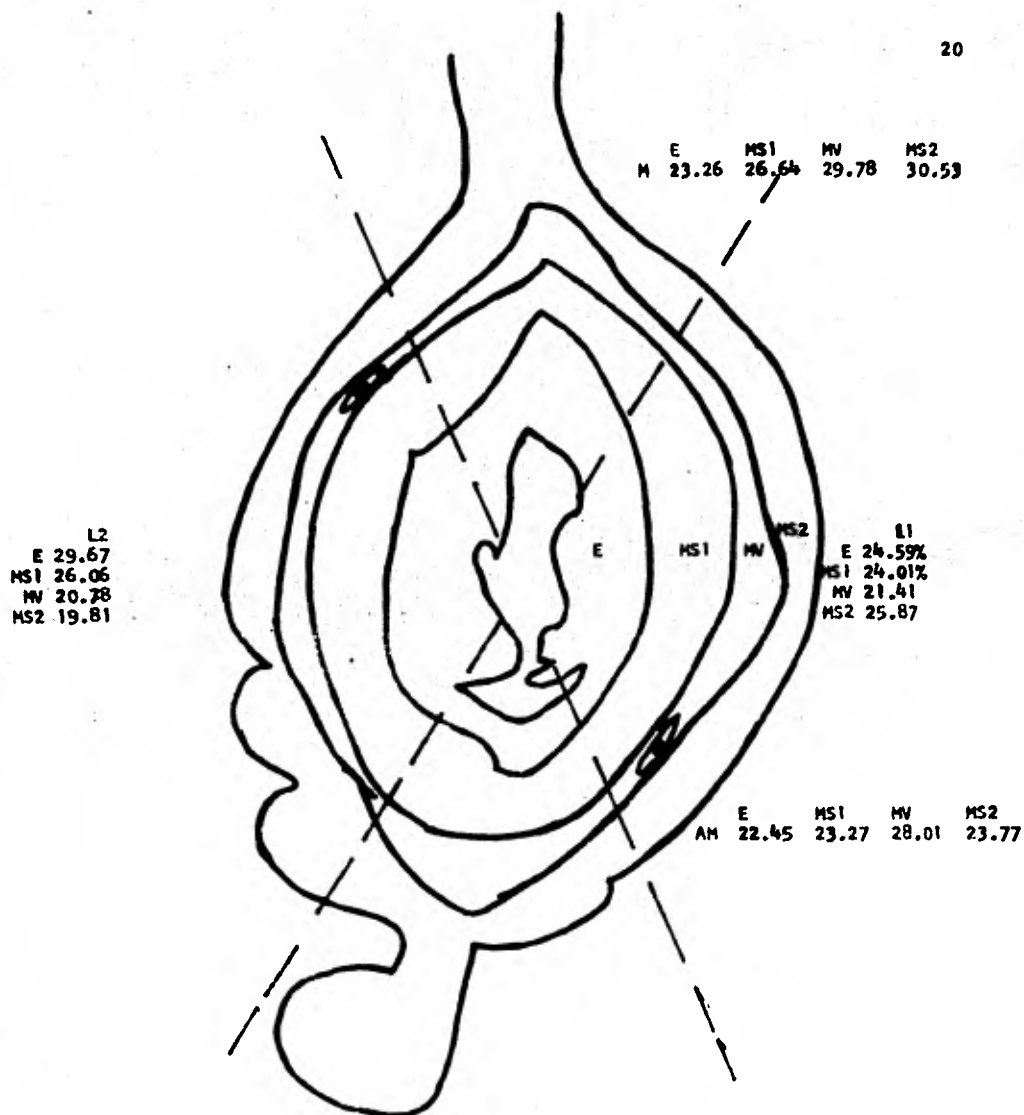 20
E MS1 MV MS2
M 23.26 26.64 29.78 30.53
L2
E 29.67
MS1 26.06
MV 20.78
MS2 19.81
E MS1 MV MS2
L1
E 24.59%
MS1 24.01%
MV 21.41
MS2 25.87
E MS1 MV MS2
AM 22.45 23.27 28.01 23.77